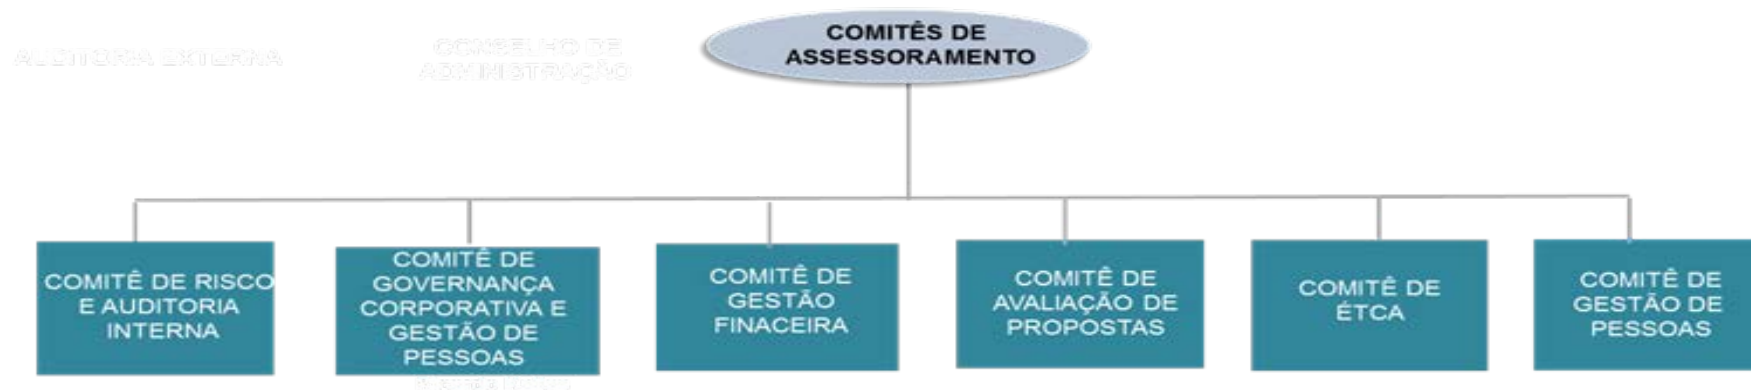 AUDITORIA EXTERNA
CONSELHO DE
ADMINISTRAÇÃO
COMITÊS DE
ASSESSORAMENTO
COMITÊ DE RISCO
E AUDITORIA
INTERNA
COMITÊ DE
GOVERNANÇA
CORPORATIVA E
GESTÃO DE
PESSOAS
COMITÊ DE
GESTÃO
FINACEIRA
COMITÊ DE
AVALIAÇÃO DE
PROPOSTAS
COMITÊ DE
ÉTCA
COMITÊ DE
GESTÃO DE
PESSOAS